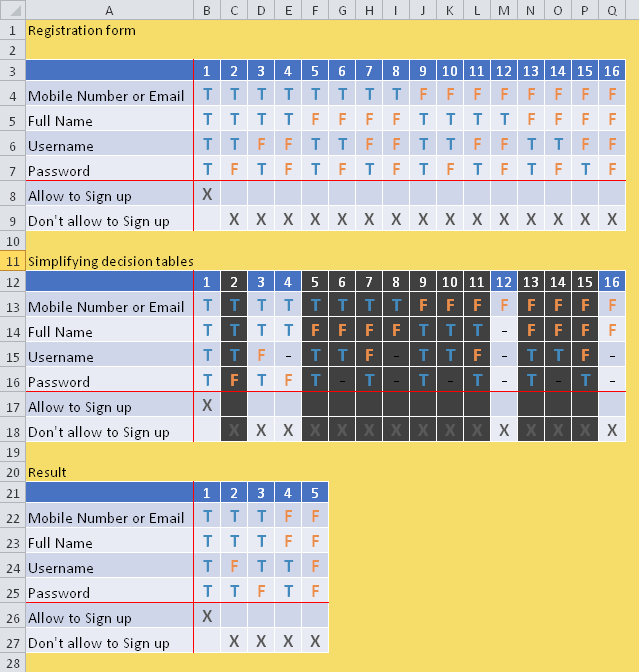 A B C D E F G H I J K L M N O P Q
1 Registration form
2
3 1 2 3 4 5 6 7 8 9 10 11 12 13 14 15 16
4 Mobile Number or Email T T T T T T T T F F F F F F F F
5 Full Name T T T T F F F F T T T T F F F F
6 Username T T F F T T F F T T F F T T F F
7 Password T F T F T F T F T F T F T F T F
8 Allow to Sign up X
9 Don't allow to Sign up X X X X X X X X X X X X X X X
10
11 Simplifying decision tables
12 1 2 3 4 5 6 7 8 9 10 11 12 13 14 15 16
13 Mobile Number or Email T T T T T T T T F F F F F F F F
14 Full Name T T T T F F F F T T T - F F F F
15 Username T T F - T T F - T T F - T T F -
16 Password T F T F T - T - T - T - T - T -
17 Allow to Sign up X
18 Don't allow to Sign up X X X X X X X X X X X X X X X
19
20 Result
21 1 2 3 4 5
22 Mobile Number or Email T T T F F
23 Full Name T T T F F
24 Username T F T T F
25 Password T T F T F
26 Allow to Sign up X
27 Don't allow to Sign up X X X X
28